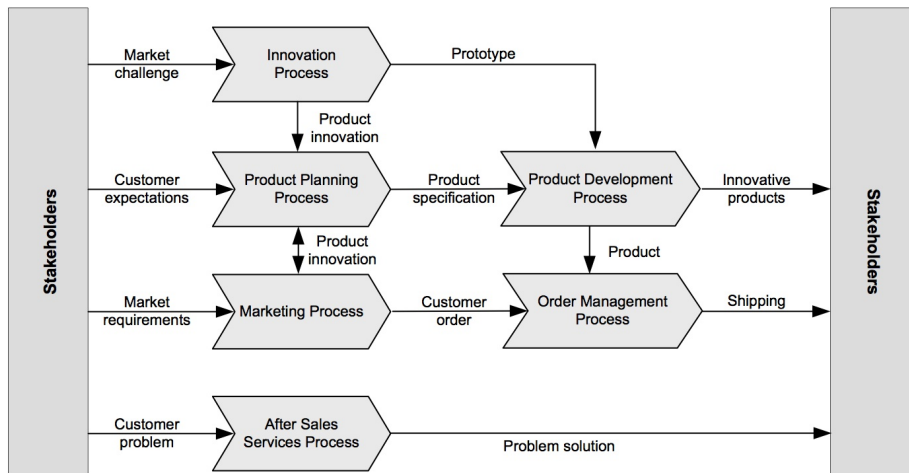 Stakeholders
Market
challenge
Innovation
Process
Prototype
Product
innovation
Customer
expectations
Product Planning
Process
Product
specification
Product Development
Process
Innovative
products
Product
innovation
Product
Market
requirements
Marketing Process
Customer
order
Order Management
Process
Shipping
Customer
problem
After Sales
Services Process
Problem solution
Stakeholders